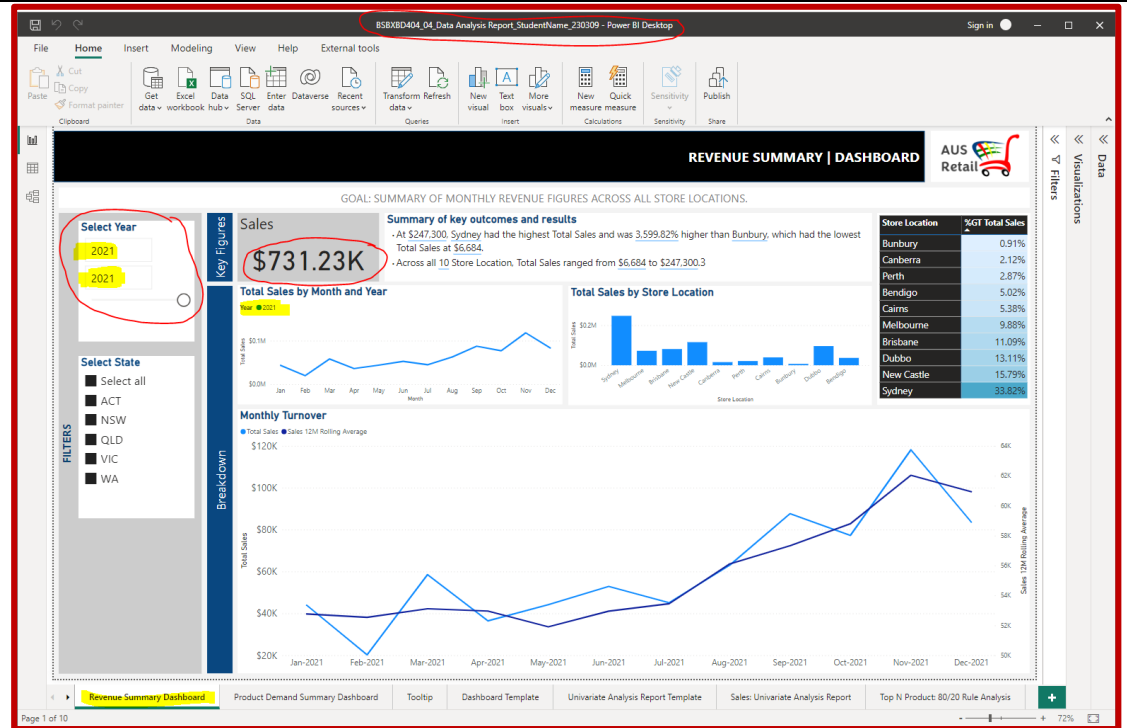 BSBXBD404_04_Data Analysis Report_StudentName_230309 - Power BI Desktop
Sign in
File Home Insert Modeling View Help External tools
Paste
Cut
Copy
Format painter
Clipboard
Get data
Excel workbook
Data hub
SQL Server
Enter data
Dataverse
Recent sources
Data
Transform data
Refresh
Queries
New visual
Text box
More visuals
Insert
New measure
Quick measure
Calculations
Sensitivity
Sensitivity
Publish
Share
REVENUE SUMMARY | DASHBOARD
AUS
Retail
GOAL: SUMMARY OF MONTHLY REVENUE FIGURES ACROSS ALL STORE LOCATIONS.
FILTERS
Select Year
2021
2021
Select State
Select all
ACT
NSW
QLD
VIC
WA
Key Figures
Sales
$731.23K
Summary of key outcomes and results
· At $247,300, Sydney had the highest Total Sales and was 3,599.82% higher than Bunbury, which had the lowest
Total Sales at $6,684.
· Across all 10 Store Location, Total Sales ranged from $6,684 to $247,300.3
Store Location %GT Total Sales
Bunbury 0.91%
Canberra 2.12%
Perth 2.87%
Bendigo 5.02%
Cairns 5.38%
Melbourne 9.88%
Brisbane 11.09%
Dubbo 13.11%
New Castle 15.79%
Sydney 33.82%
Breakdown
Total Sales by Month and Year
Year 2021
Total Sales
$0.1M
$0.0M
Jan Feb Mar Apr May Jun Jul Aug Sep Oct Nov Dec
Month
Total Sales by Store Location
Total Sales
$0.2M
$0.0M
Sydney Melbourne Brisbane New Castle Canberra Perth Cairns Bunbury Dubbo Bendigo
Store Location
Monthly Turnover
Total Sales Sales 12M Rolling Average
Total Sales
$120K
$100K
$80K
$60K
$40K
$20K
64K
62K
60K
58K
56K
54K
52K
50K
Sales 12M Rolling Average
Jan-2021 Feb-2021 Mar-2021 Apr-2021 May-2021 Jun-2021 Jul-2021 Aug-2021 Sep-2021 Oct-2021 Nov-2021 Dec-2021
Filters
Visualizations
Data
Revenue Summary Dashboard Product Demand Summary Dashboard Tooltip Dashboard Template Univariate Analysis Report Template Sales: Univariate Analysis Report Top N Product: 80/20 Rule Analysis
Page 1 of 10
72%